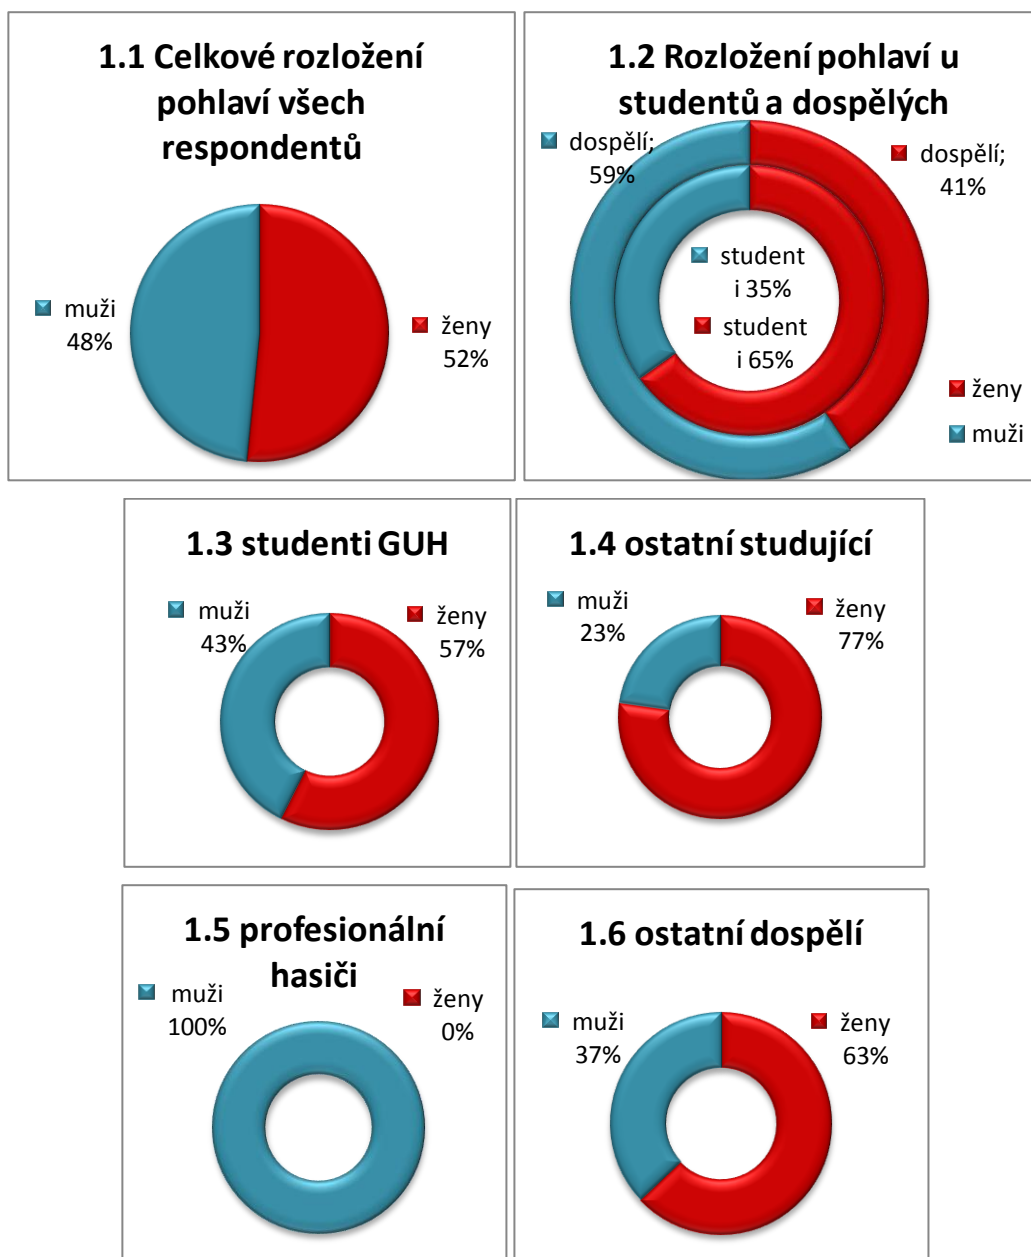 1.1 Celkové rozložení
pohlaví všech
respondentů
muži
48%
ženy
52%
1.2 Rozložení pohlaví u
studentů a dospělých
dospělí;
59%
dospělí;
41%
student
i 35%
student
i 65%
ženy
muži
1.3 studenti GUH
muži
43%
ženy
57%
1.4 ostatní studující
muži
23%
ženy
77%
1.5 profesionální
hasiči
muži
100%
ženy
0%
1.6 ostatní dospělí
muži
37%
ženy
63%